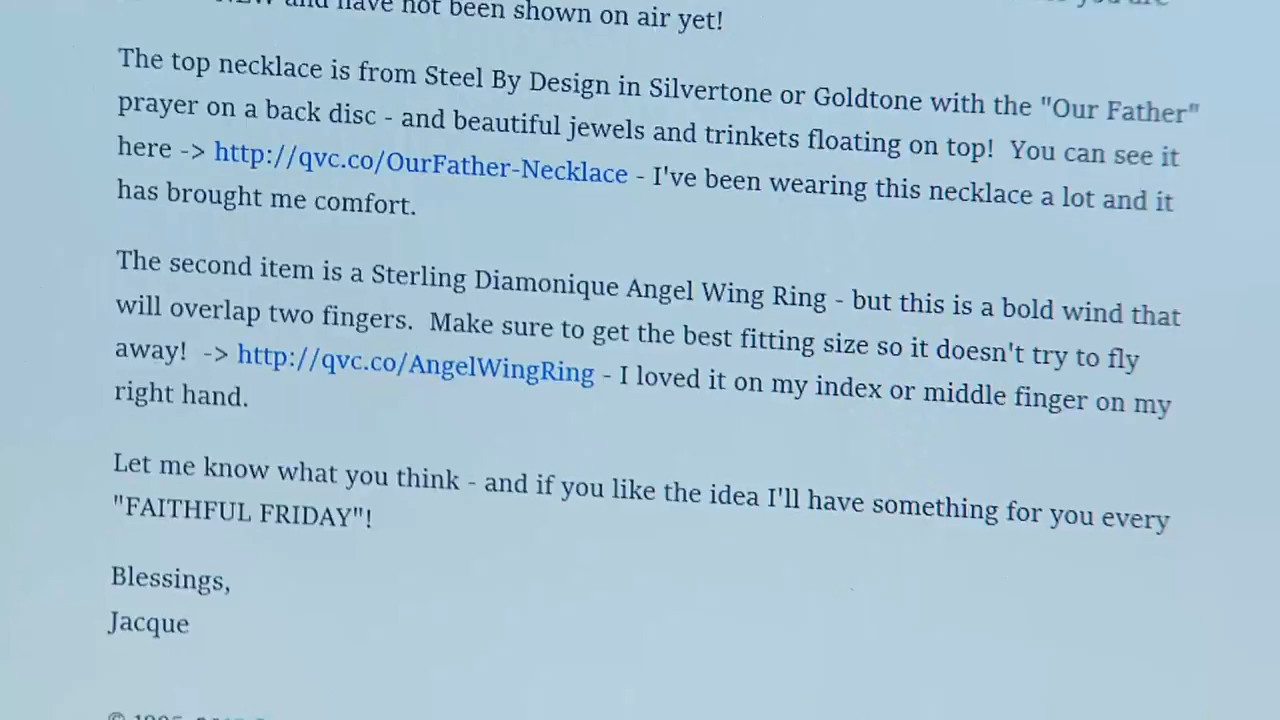 and have not been shown on air yet!
The top necklace is from Steel By Design in Silvertone or Goldtone with the "Our Father"
prayer on a back disc - and beautiful jewels and trinkets floating on top!  You can see it
here -> http://qvc.co/OurFather-Necklace - I've been wearing this necklace a lot and it
has brought me comfort.
The second item is a Sterling Diamonique Angel Wing Ring - but this is a bold wind that
will overlap two fingers.  Make sure to get the best fitting size so it doesn't try to fly
away!  -> http://qvc.co/AngelWingRing - I loved it on my index or middle finger on my
right hand.
Let me know what you think - and if you like the idea I'll have something for you every
"FAITHFUL FRIDAY"!
Blessings,
Jacque